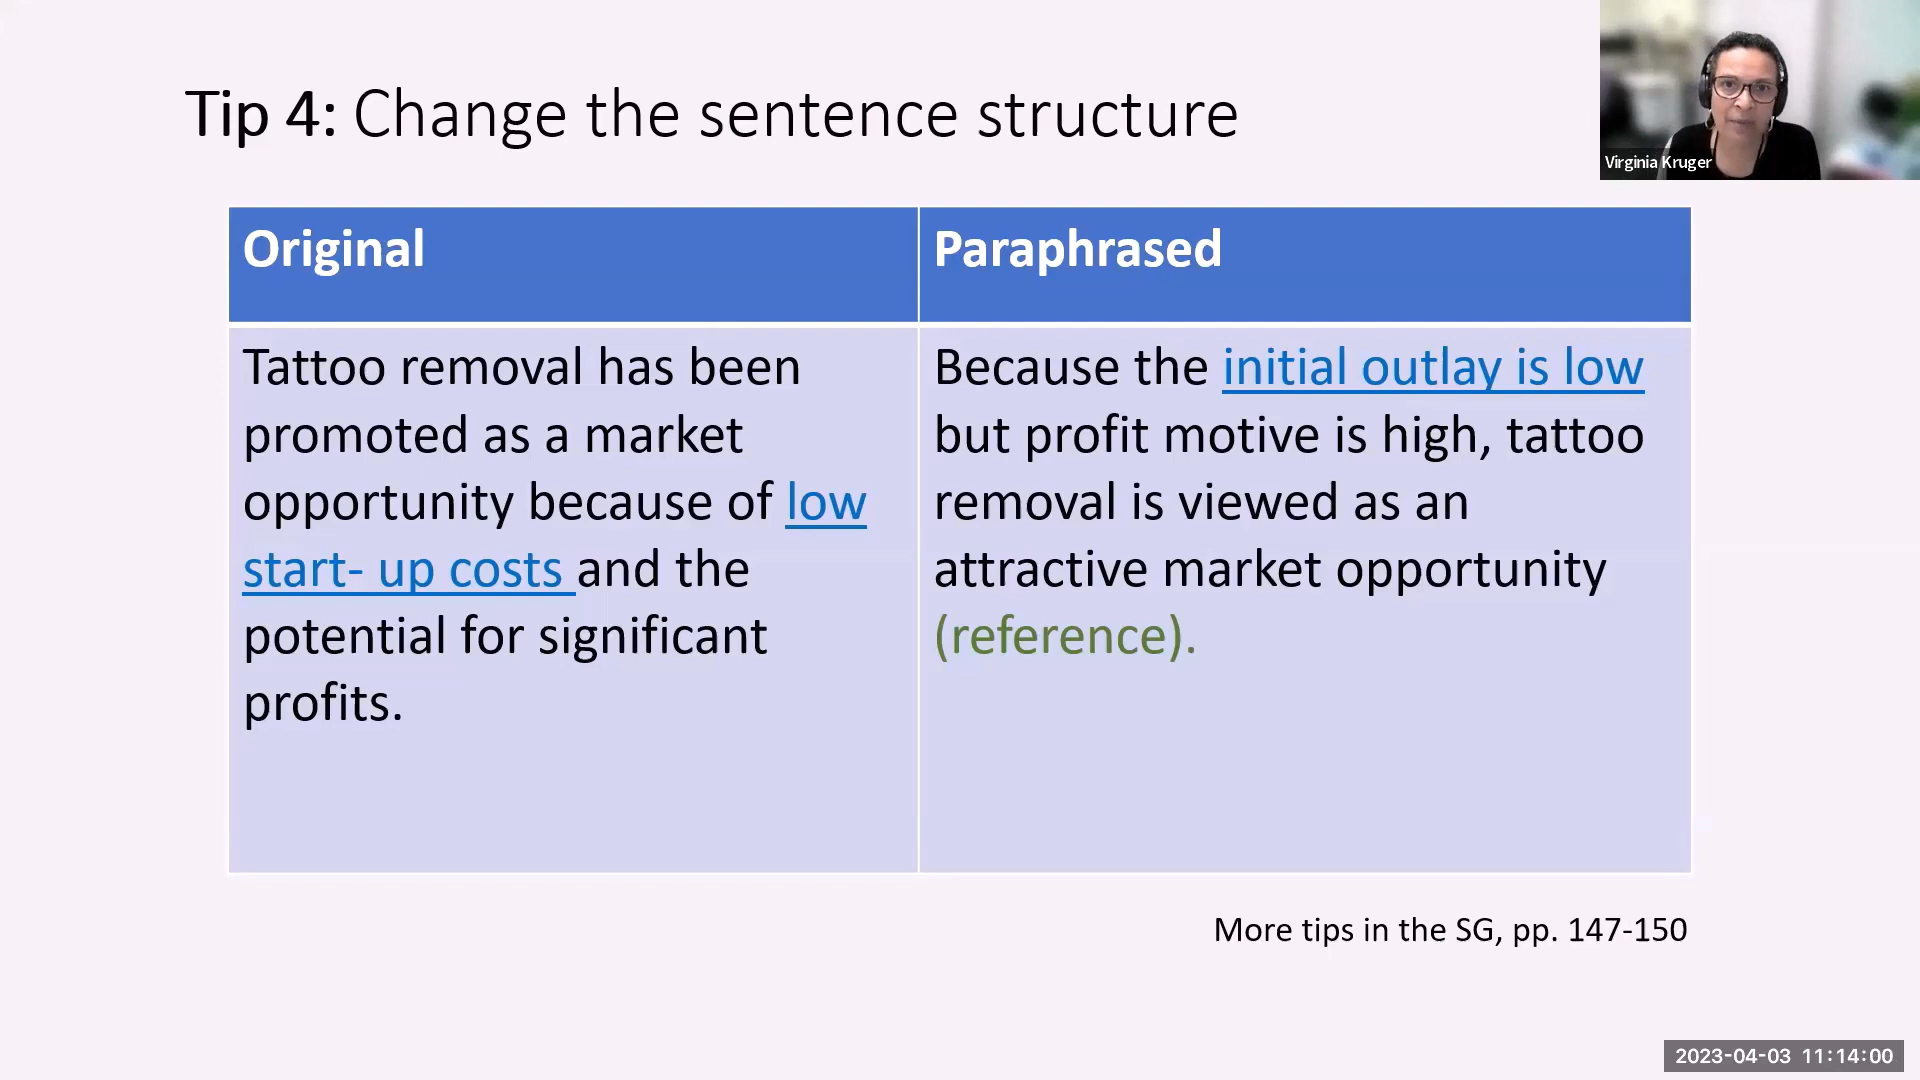 Tip 4: Change the sentence structure
Virginia Kruger
Original
Paraphrased
Tattoo removal has been
promoted as a market
opportunity because of low
start- up costs and the
potential for significant
profits.
Because the initial outlay is low
but profit motive is high, tattoo
removal is viewed as an
attractive market opportunity
(reference).
More tips in the SG, pp. 147-150
2023-04-03 11:14:00